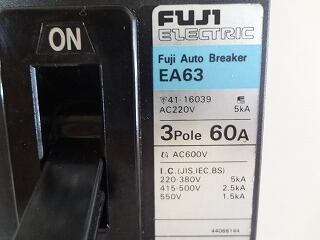 ON
FUJI
ELECTRIC
Fuji Auto Breaker
EA63
41-16039
AC220V 5kA
3Pole 60A
AC600V
I.C.(JIS,IEC,BS)
220-380V 5kA
415-500V 2.5kA
550V 1.5kA
44066144